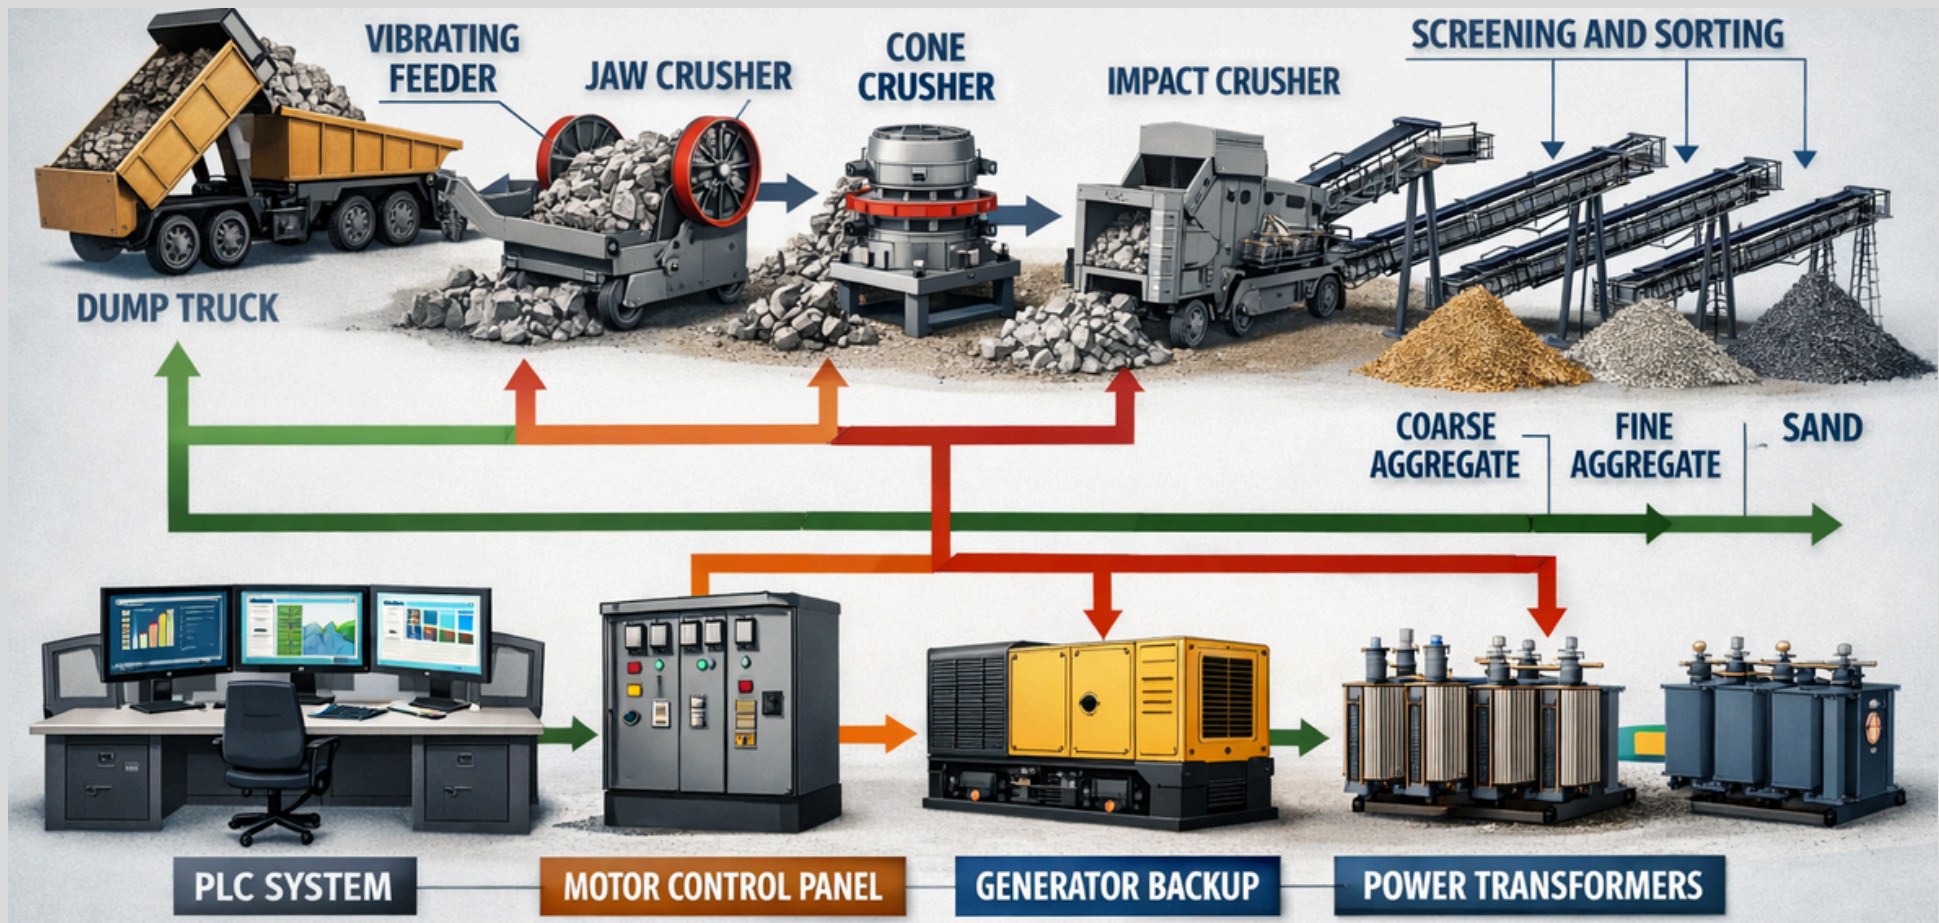 VIBRATING
FEEDER
JAW CRUSHER
CONE
CRUSHER
IMPACT CRUSHER
SCREENING AND SORTING
DUMP TRUCK
COARSE
AGGREGATE
FINE
AGGREGATE
SAND
PLC SYSTEM
MOTOR CONTROL PANEL
GENERATOR BACKUP
POWER TRANSFORMERS